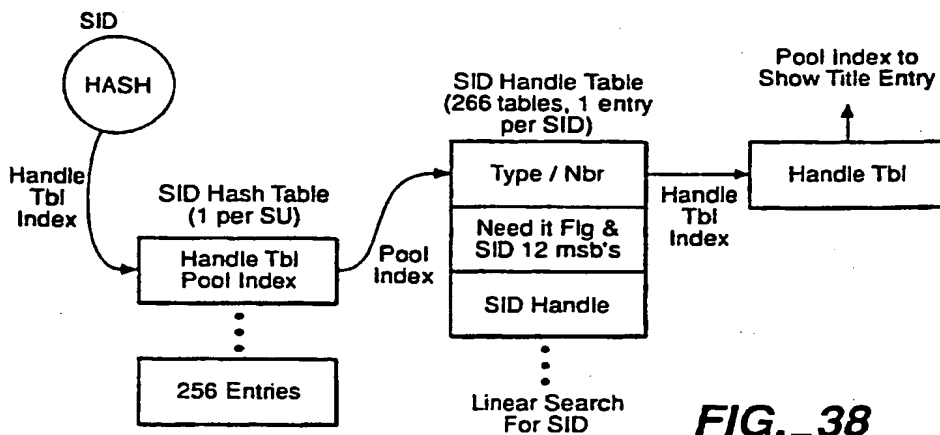 SID
HASH
Handle
Tbl
Index
SID Hash Table
(1 per SU)
Handle Tbl
Pool Index
256 Entries
Pool
Index
SID Handle Table
(266 tables, 1 entry
per SID)
Type / Nbr
Need it Flg &
SID 12 msb's
SID Handle
Linear Search
For SID
Handle
Tbl
Index
Pool Index to
Show Title Entry
Handle Tbl
FIG._38